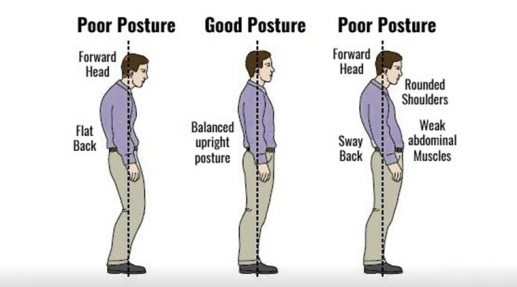 Poor Posture
Forward
Head
Flat
Back
Good Posture
Balanced
upright
posture
Poor Posture
Forward
Head
Rounded
Shoulders
Sway
Back
Weak
abdominal
Muscles